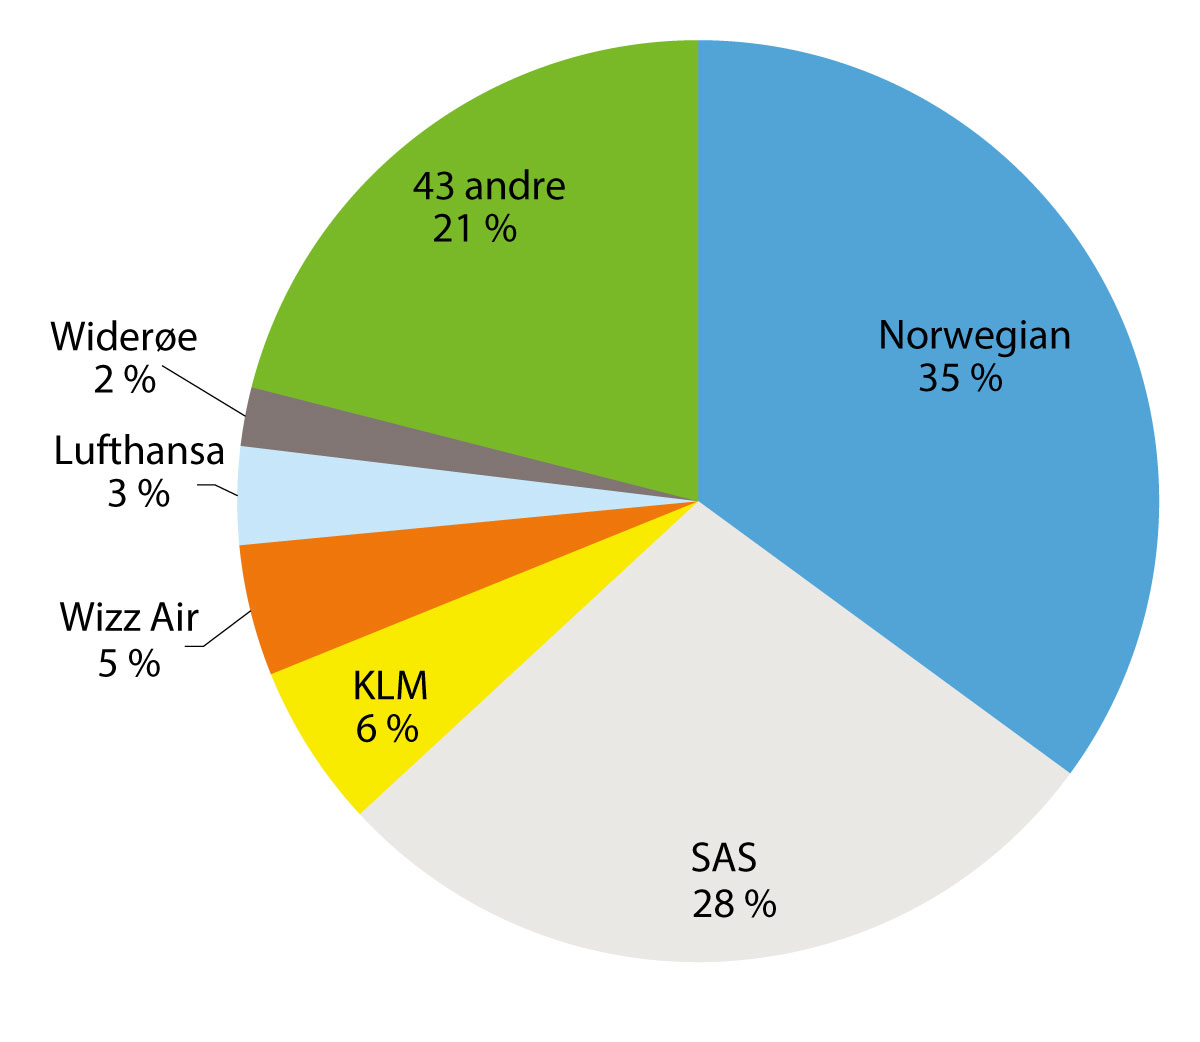 43 andre
21 %
Widerøe
2 %
Norwegian
35 %
Lufthansa
3 %
Wizz Air
5 %
KLM
6 %
SAS
28 %